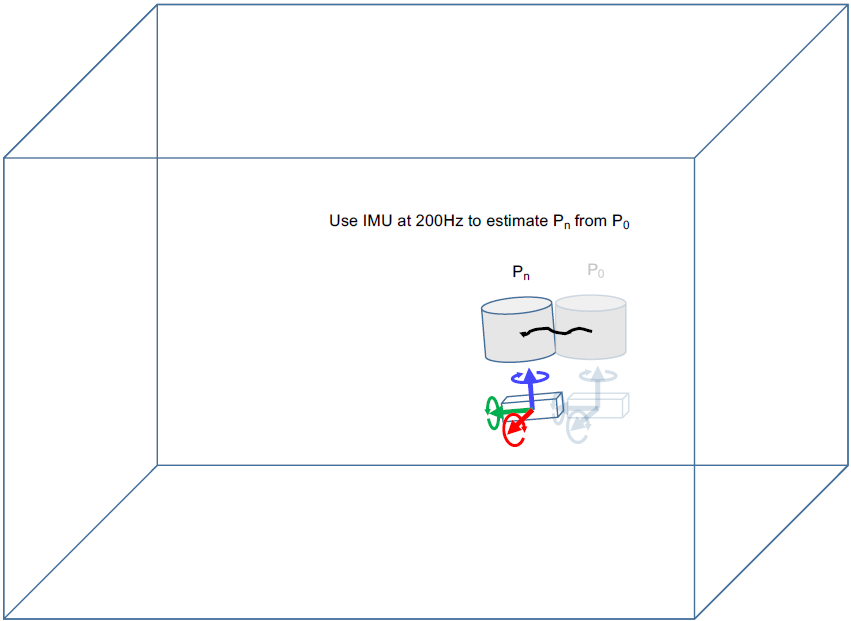 Use IMU at 200Hz to estimate Pn from P0
Pn
P0